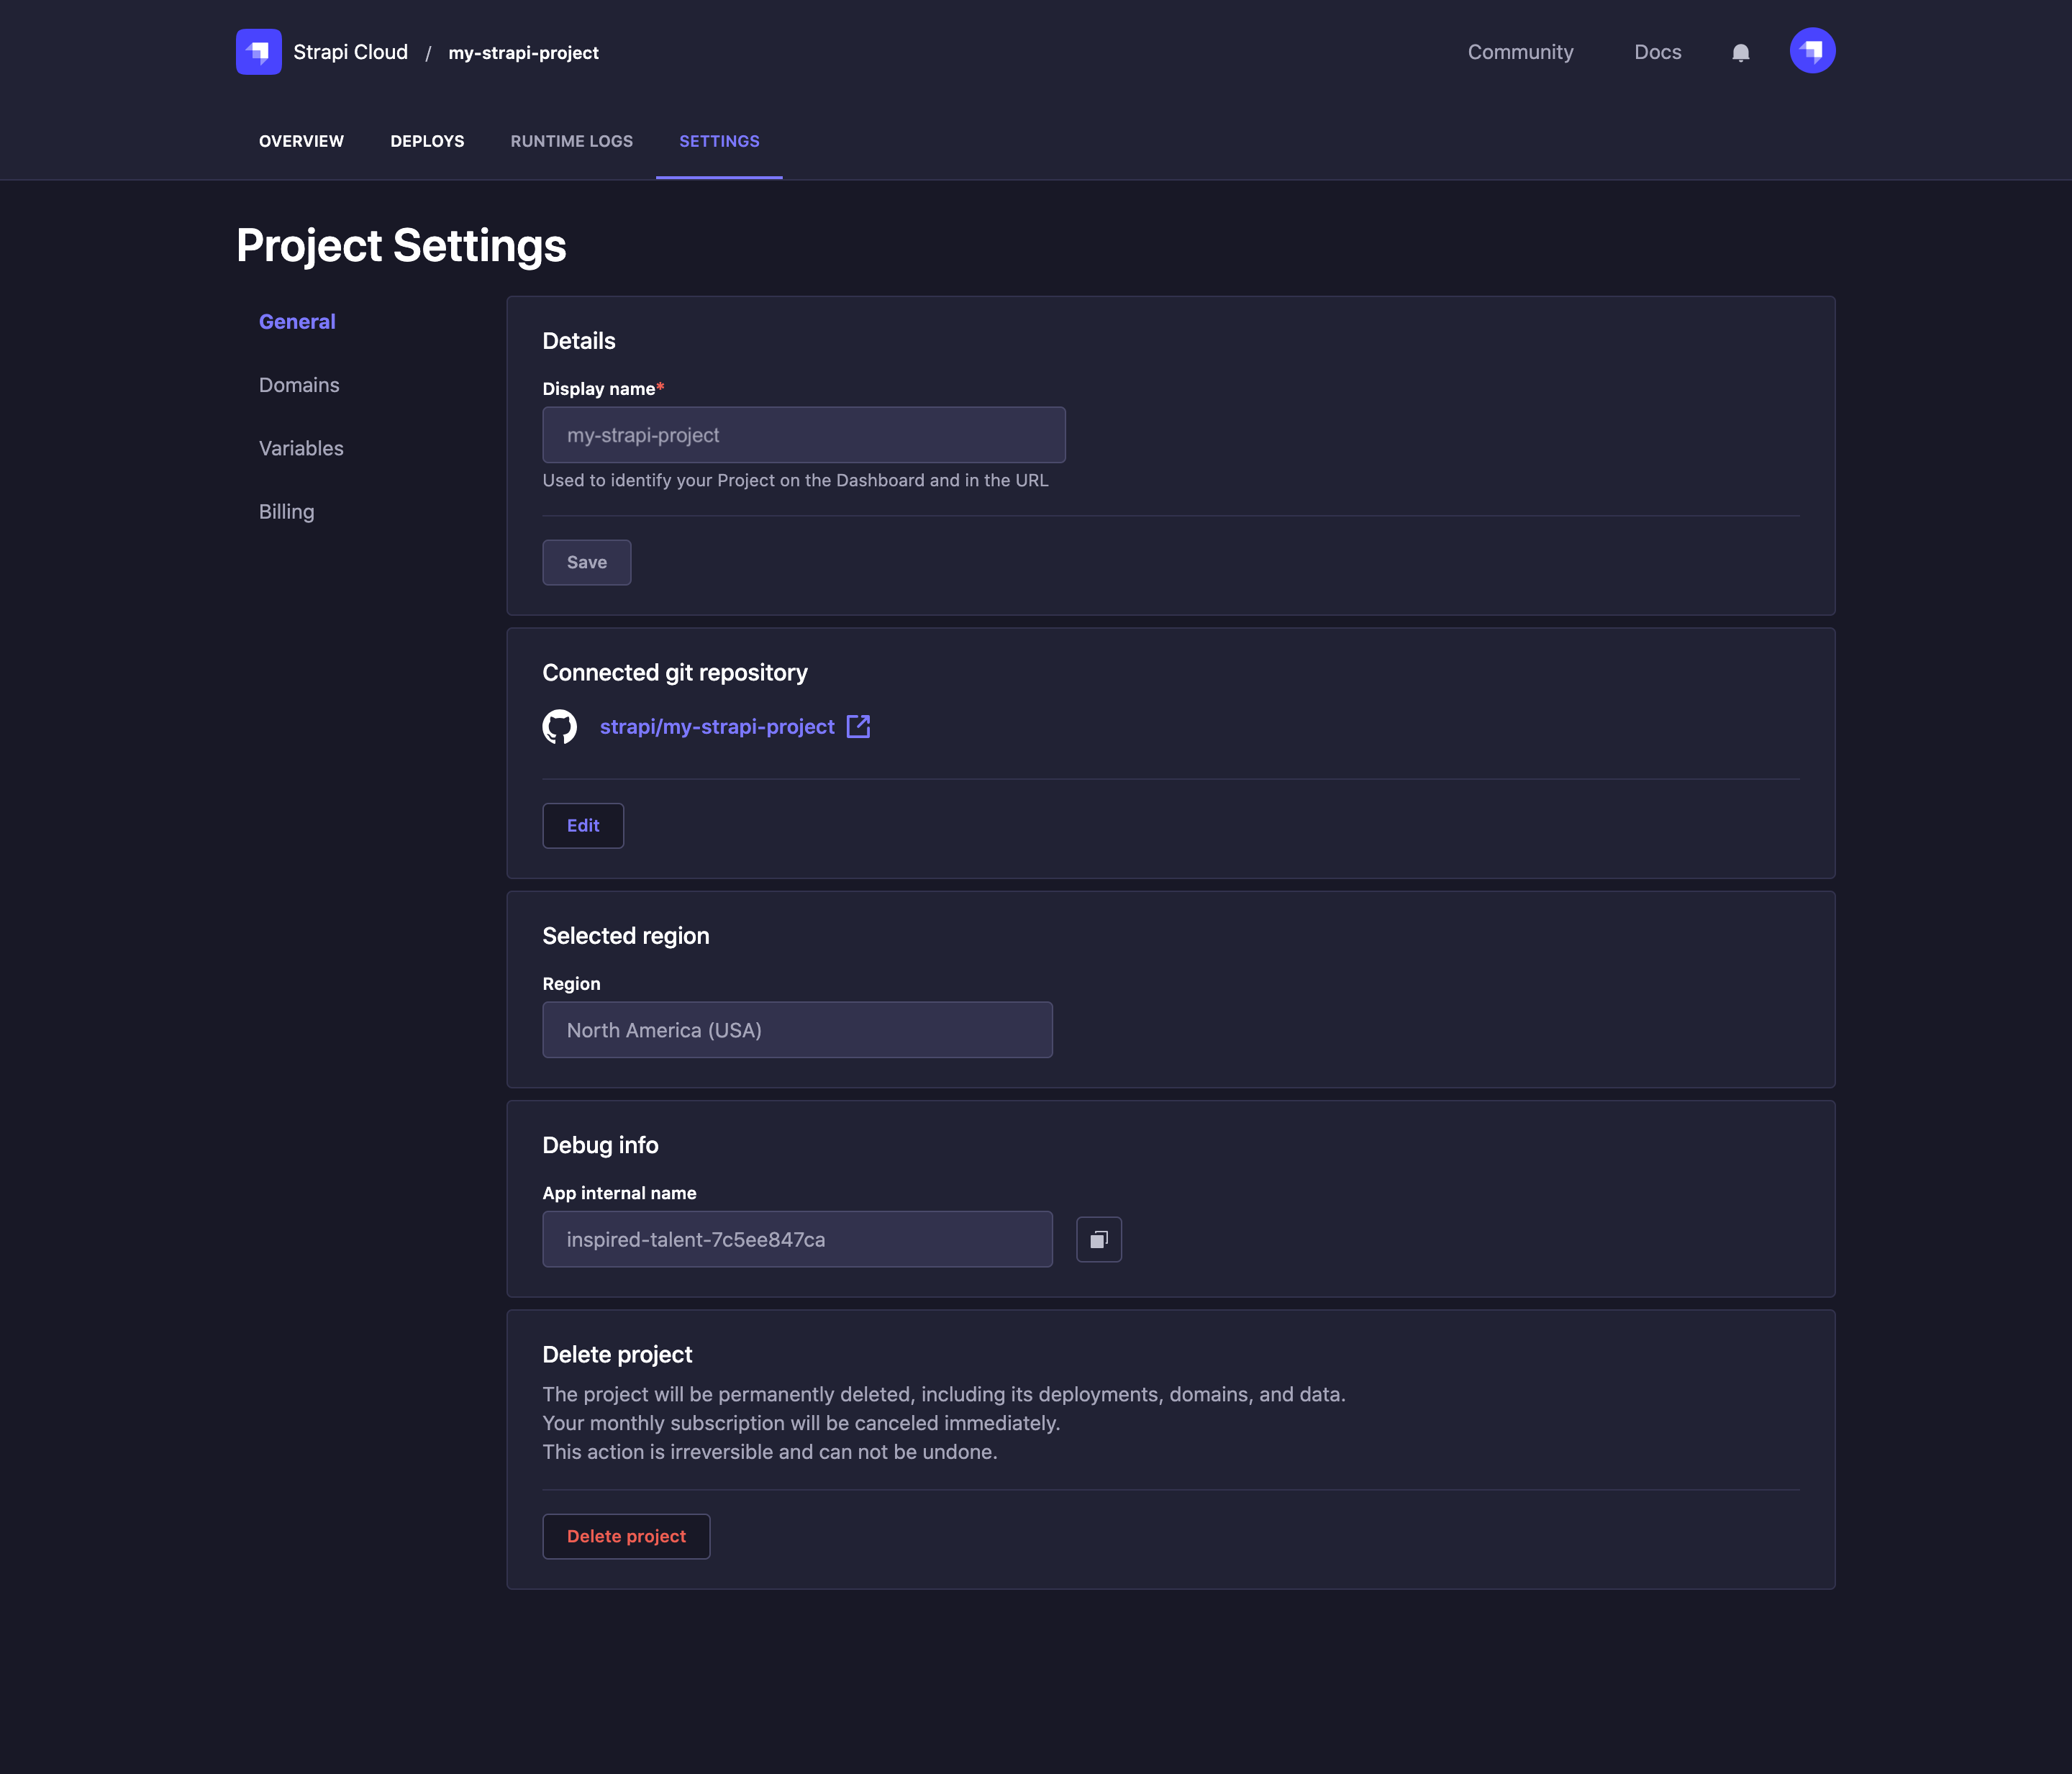 Strapi Cloud / my-strapi-project
Community
Docs
OVERVIEW
DEPLOYS
RUNTIME LOGS
SETTINGS
Project Settings
General
Domains
Variables
Billing
Details
Display name*
my-strapi-project
Used to identify your Project on the Dashboard and in the URL
Save
Connected git repository
strapi/my-strapi-project
Edit
Selected region
Region
North America (USA)
Debug info
App internal name
inspired-talent-7c5ee847ca
Delete project
The project will be permanently deleted, including its deployments, domains, and data.
Your monthly subscription will be canceled immediately.
This action is irreversible and can not be undone.
Delete project